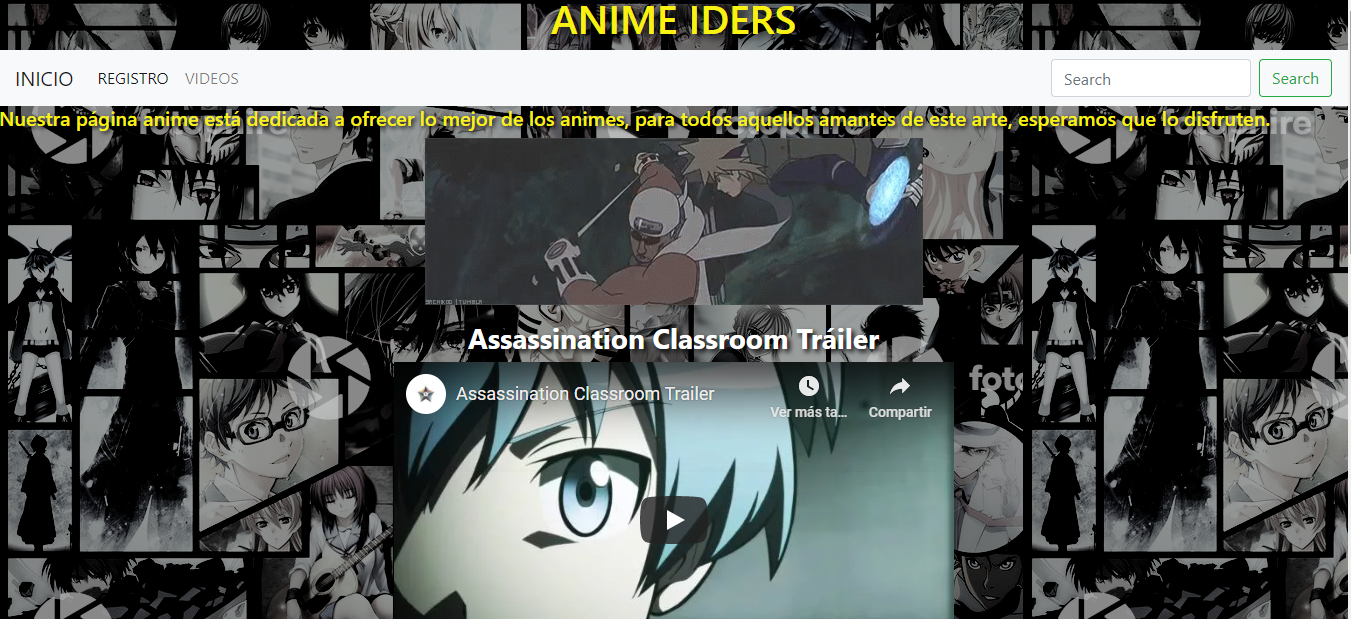 ANIME IDERS
INICIO REGISTRO VIDEOS Search Search
Nuestra página anime está dedicada a ofrecer lo mejor de los animes, para todos aquellos amantes de este arte, esperamos que lo disfruten.
Assassination Classroom Tráiler
Assassination Classroom Trailer
Ver más ta...
Compartir